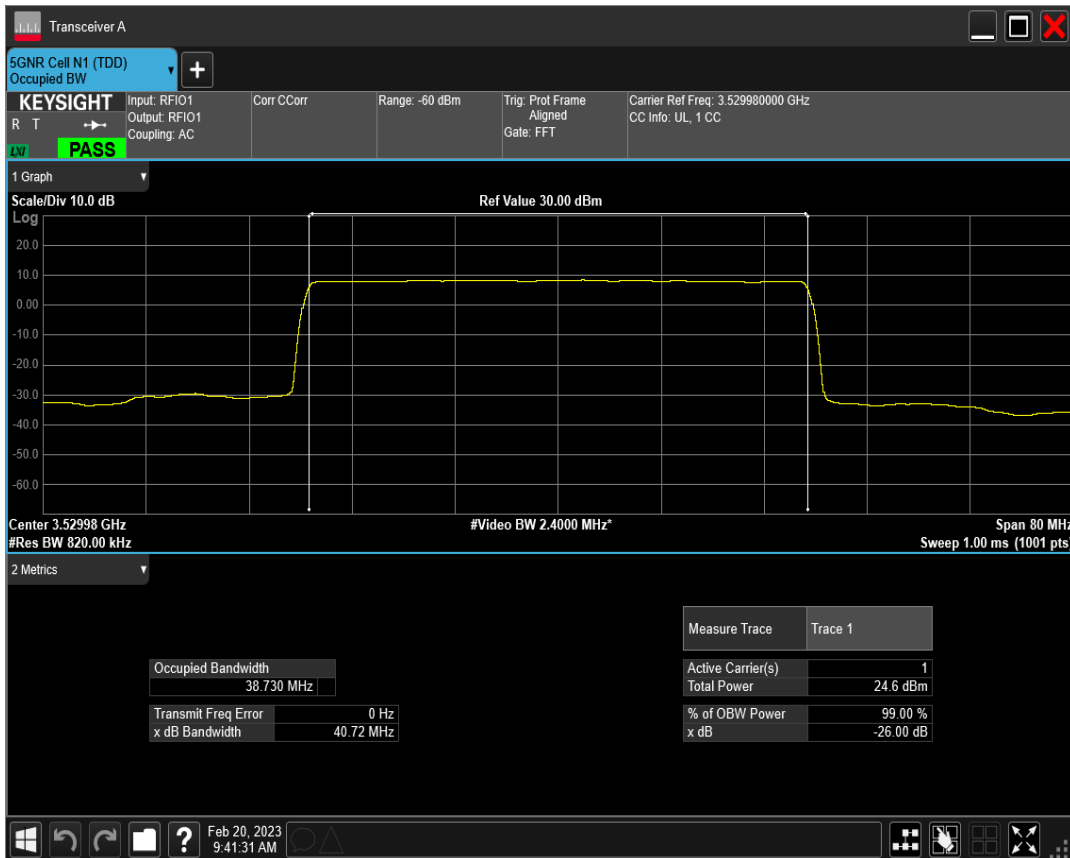 Transceiver A
5GNR Cell N1 (TDD)
Occupied BW
+
KEYSIGHT
R T
LXI
PASS
Input: RFIO1
Output: RFIO1
Coupling: AC
Corr CCorr
Range: -60 dBm
Trig: Prot Frame
Aligned
Gate: FFT
Carrier Ref Freq: 3.529980000 GHz
CC Info: UL, 1 CC
1 Graph
Scale/Div 10.0 dB
Ref Value 30.00 dBm
Log
20.0
10.0
0.00
-10.0
-20.0
-30.0
-40.0
-50.0
-60.0
Center 3.52998 GHz
#Video BW 2.4000 MHz*
Span 80 MHz
#Res BW 820.00 kHz
Sweep 1.00 ms (1001 pts)
2 Metrics
Measure Trace Trace 1
Occupied Bandwidth
38.730 MHz
Active Carrier(s) 1
Total Power 24.6 dBm
Transmit Freq Error 0 Hz
x dB Bandwidth 40.72 MHz
% of OBW Power 99.00 %
x dB -26.00 dB
?
Feb 20, 2023
9:41:31 AM